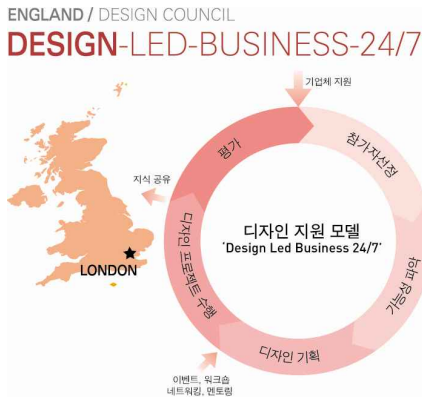 ENGLAND / DESIGN COUNCIL
DESIGN-LED-BUSINESS-24/7
기업체 지원
평가
참가자선정
지식 공유
디자인 지원 모델
'Design Led Business 24/7'
LONDON
디자인 프로젝트 수행
가능성 파악
디자인 기획
이벤트, 워크숍
네트워킹, 멘토링